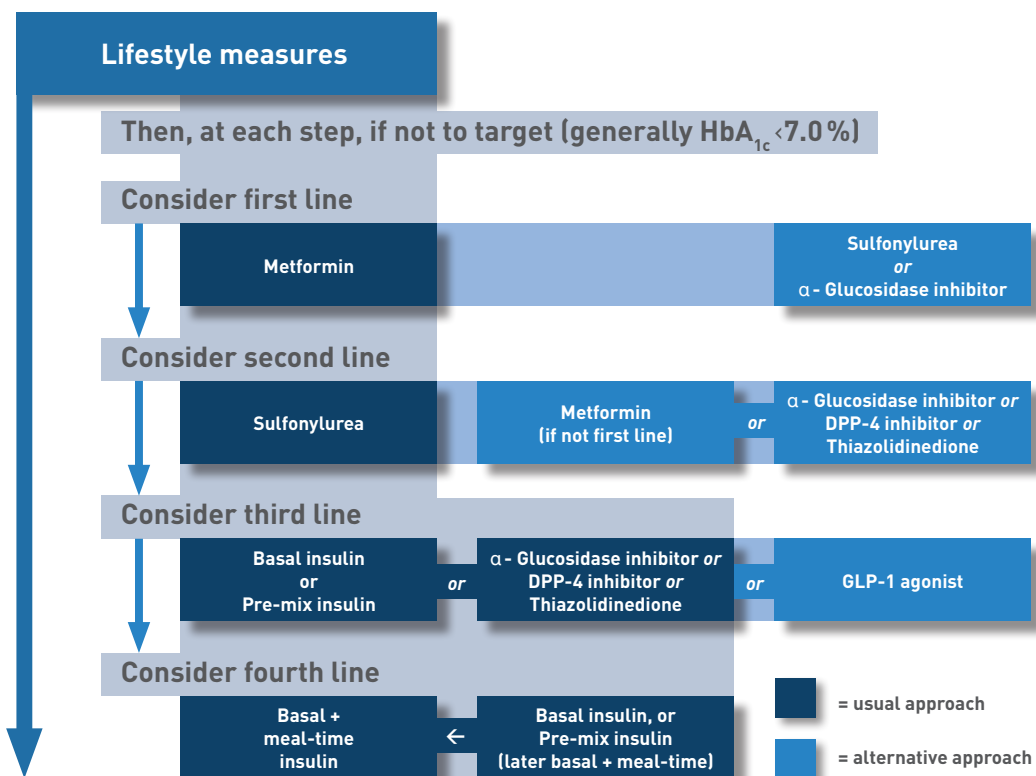 Lifestyle measures
Then, at each step, if not to target (generally HbA1c <7.0%)
Consider first line
Metformin
Sulfonylurea
or
α - Glucosidase inhibitor
Consider second line
Sulfonylurea
Metformin
(if not first line)
or
α - Glucosidase inhibitor or
DPP-4 inhibitor or
Thiazolidinedione
Consider third line
Basal insulin
or
Pre-mix insulin
or
α - Glucosidase inhibitor or
DPP-4 inhibitor or
Thiazolidinedione
or
GLP-1 agonist
Consider fourth line
Basal +
meal-time
insulin
←
Basal insulin, or
Pre-mix insulin
(later basal + meal-time)
= usual approach
= alternative approach